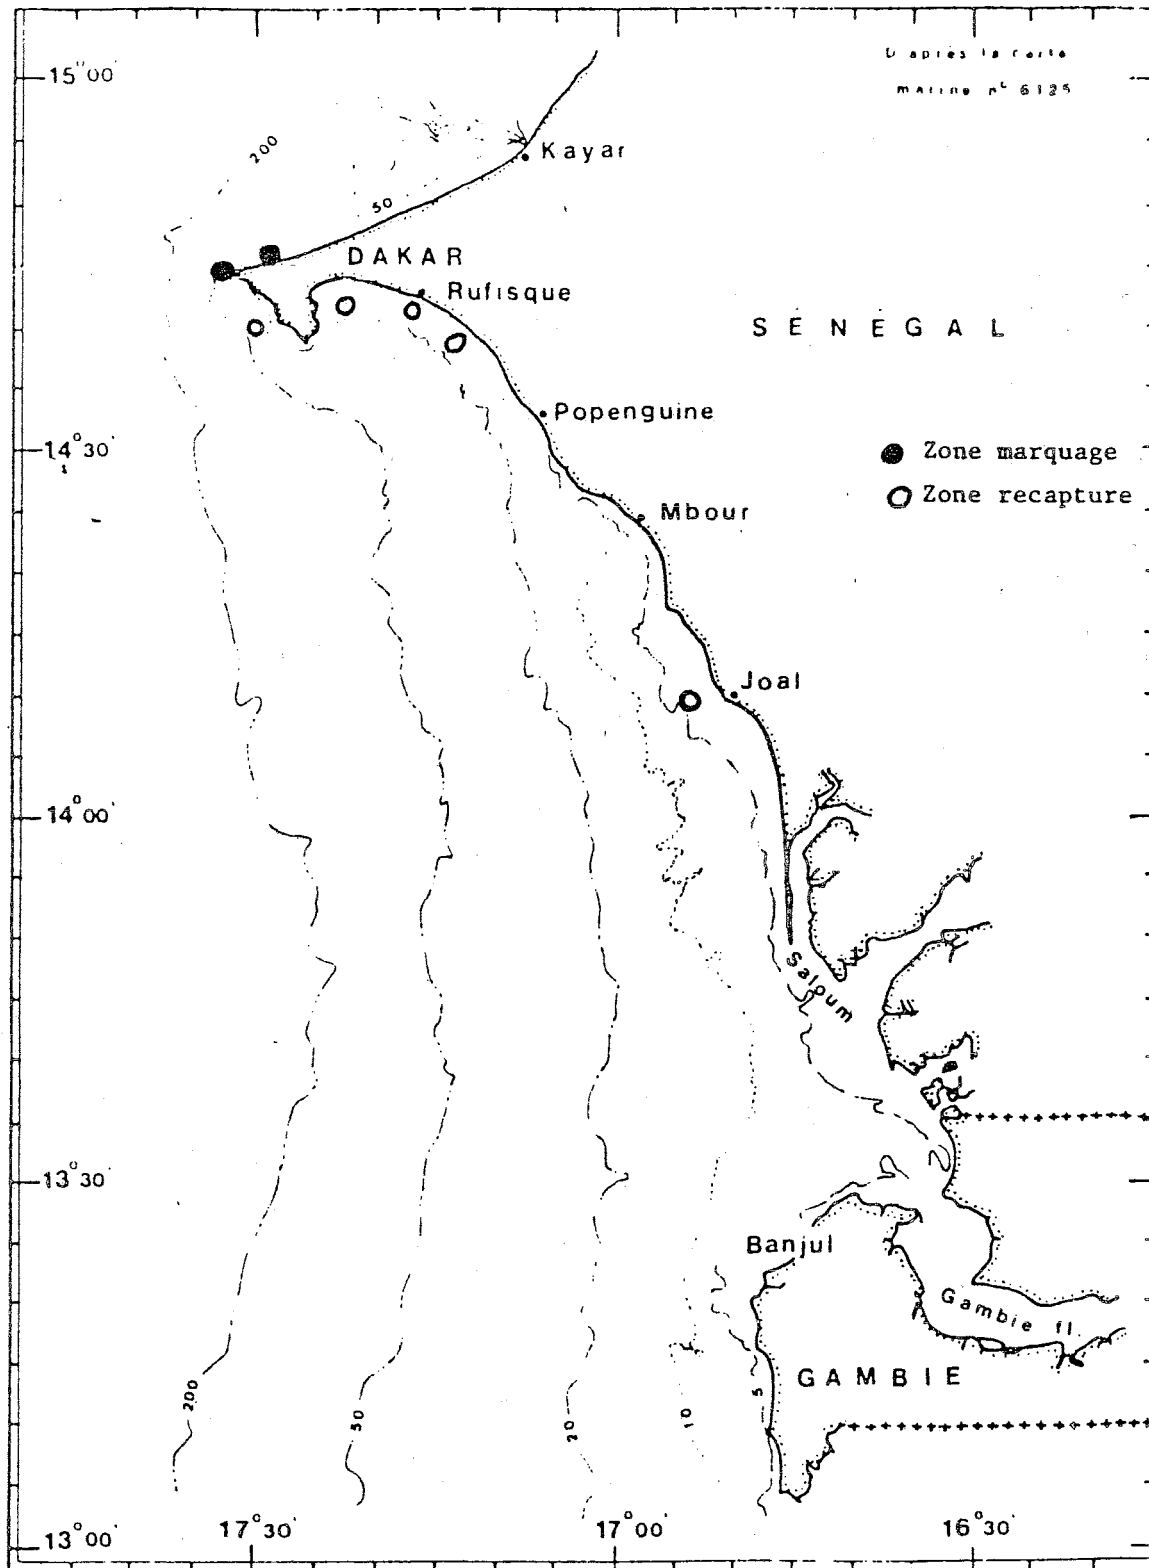 D'après la carte
marine n° 6125
15°00'
200
Kayar
50
DAKAR
Rufisque
SENEGAL
Popenguine
14°30'
Zone marquage
Zone recapture
Mbour
Joal
14°00'
Saloum
13°30'
Banjul
Gambie fl.
GAMBIE
200
50
20
10
5
17°30'
17°00'
16°30'
13°00'